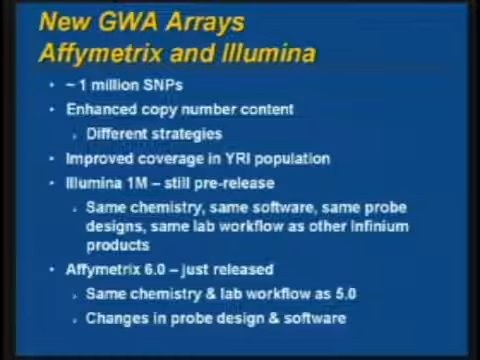 New GWA Arrays
Affymetrix and Illumina
• ~ 1 million SNPs
• Enhanced copy number content
• Different strategies
• Improved coverage in YRI population
• Illumina 1M – still pre-release
• Same chemistry, same software, same probe
designs, same lab workflow as other Infinium
products
• Affymetrix 6.0 – just released
• Same chemistry & lab workflow as 5.0
• Changes in probe design & software